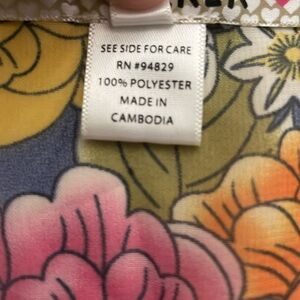 SEE SIDE FOR CARE
RN #94829
100% POLYESTER
MADE IN
CAMBODIA